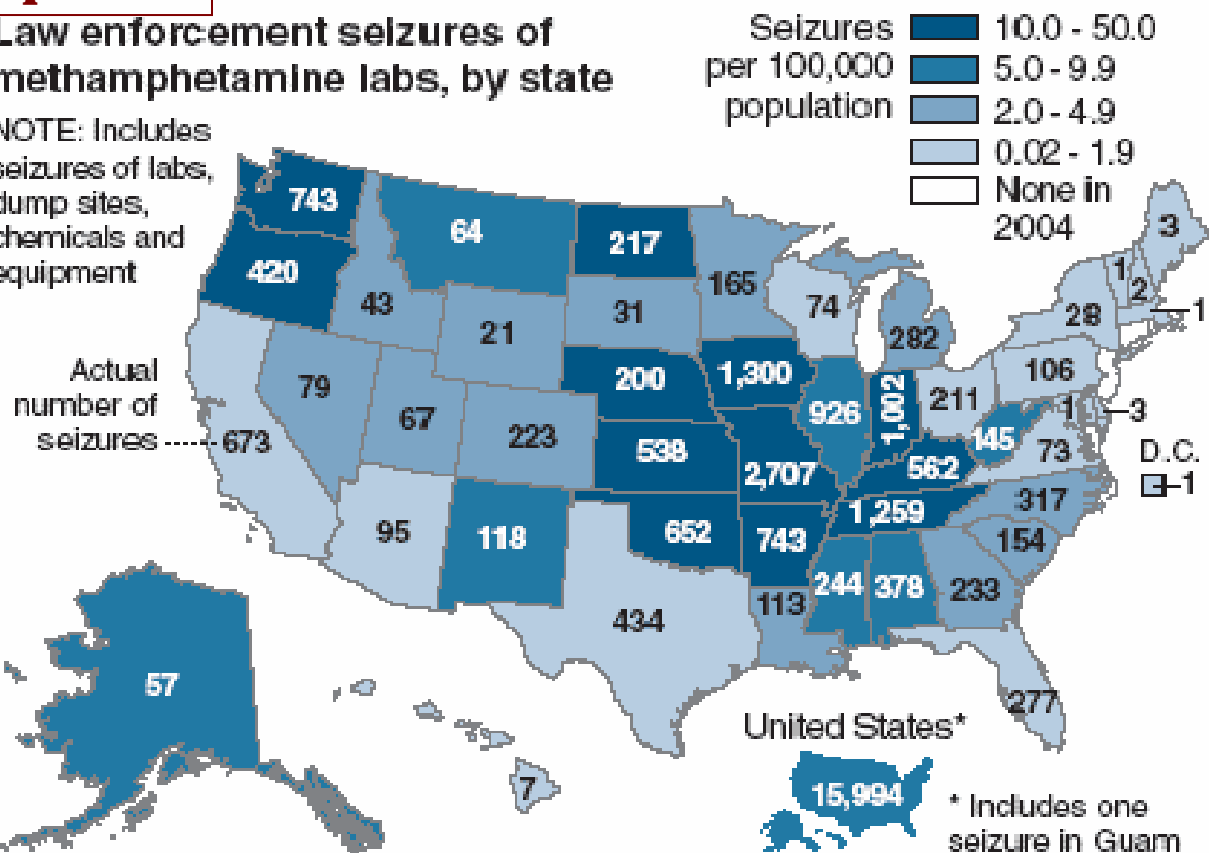 Law enforcement seizures of
methamphetamine labs, by state
NOTE: Includes
seizures of labs,
dump sites,
chemicals and
equipment
Seizures
per 100,000
population
10.0 - 50.0
5.0 - 9.9
2.0 - 4.9
0.02 - 1.9
None in
2004
Actual
number of
seizures
743
64
217
3
420
165
1
2
43
31
74
28
1
21
282
200
1,300
106
79
1,002
211
67
926
1
3
673
223
538
145
73
D.C.
1
2,707
562
317
95
118
652
743
1,259
154
244
378
233
434
113
57
277
7
United States*
15,994
* Includes one
seizure in Guam